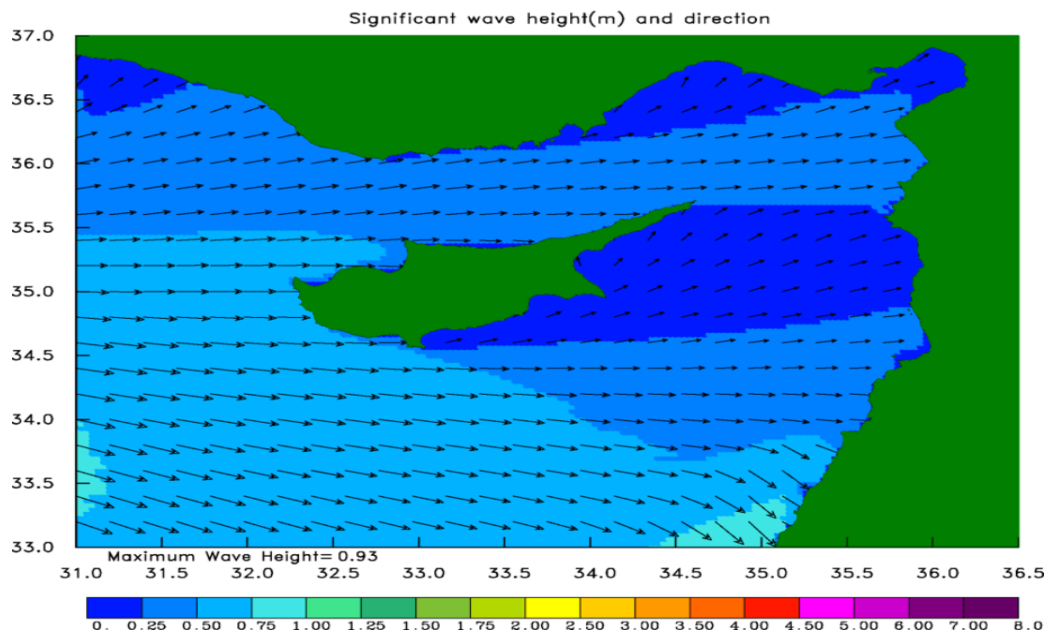 Significant wave height(m) and direction
37.0
36.5
36.0
35.5
35.0
34.5
34.0
33.5
33.0
Maximum Wave Height=0.93
31.0 31.5 32.0 32.5 33.0 33.5 34.0 34.5 35.0 35.5 36.0 36.5
0. 0.25 0.50 0.75 1.00 1.25 1.50 1.75 2.00 2.50 3.00 3.50 4.00 4.50 5.00 6.00 7.00 8.0